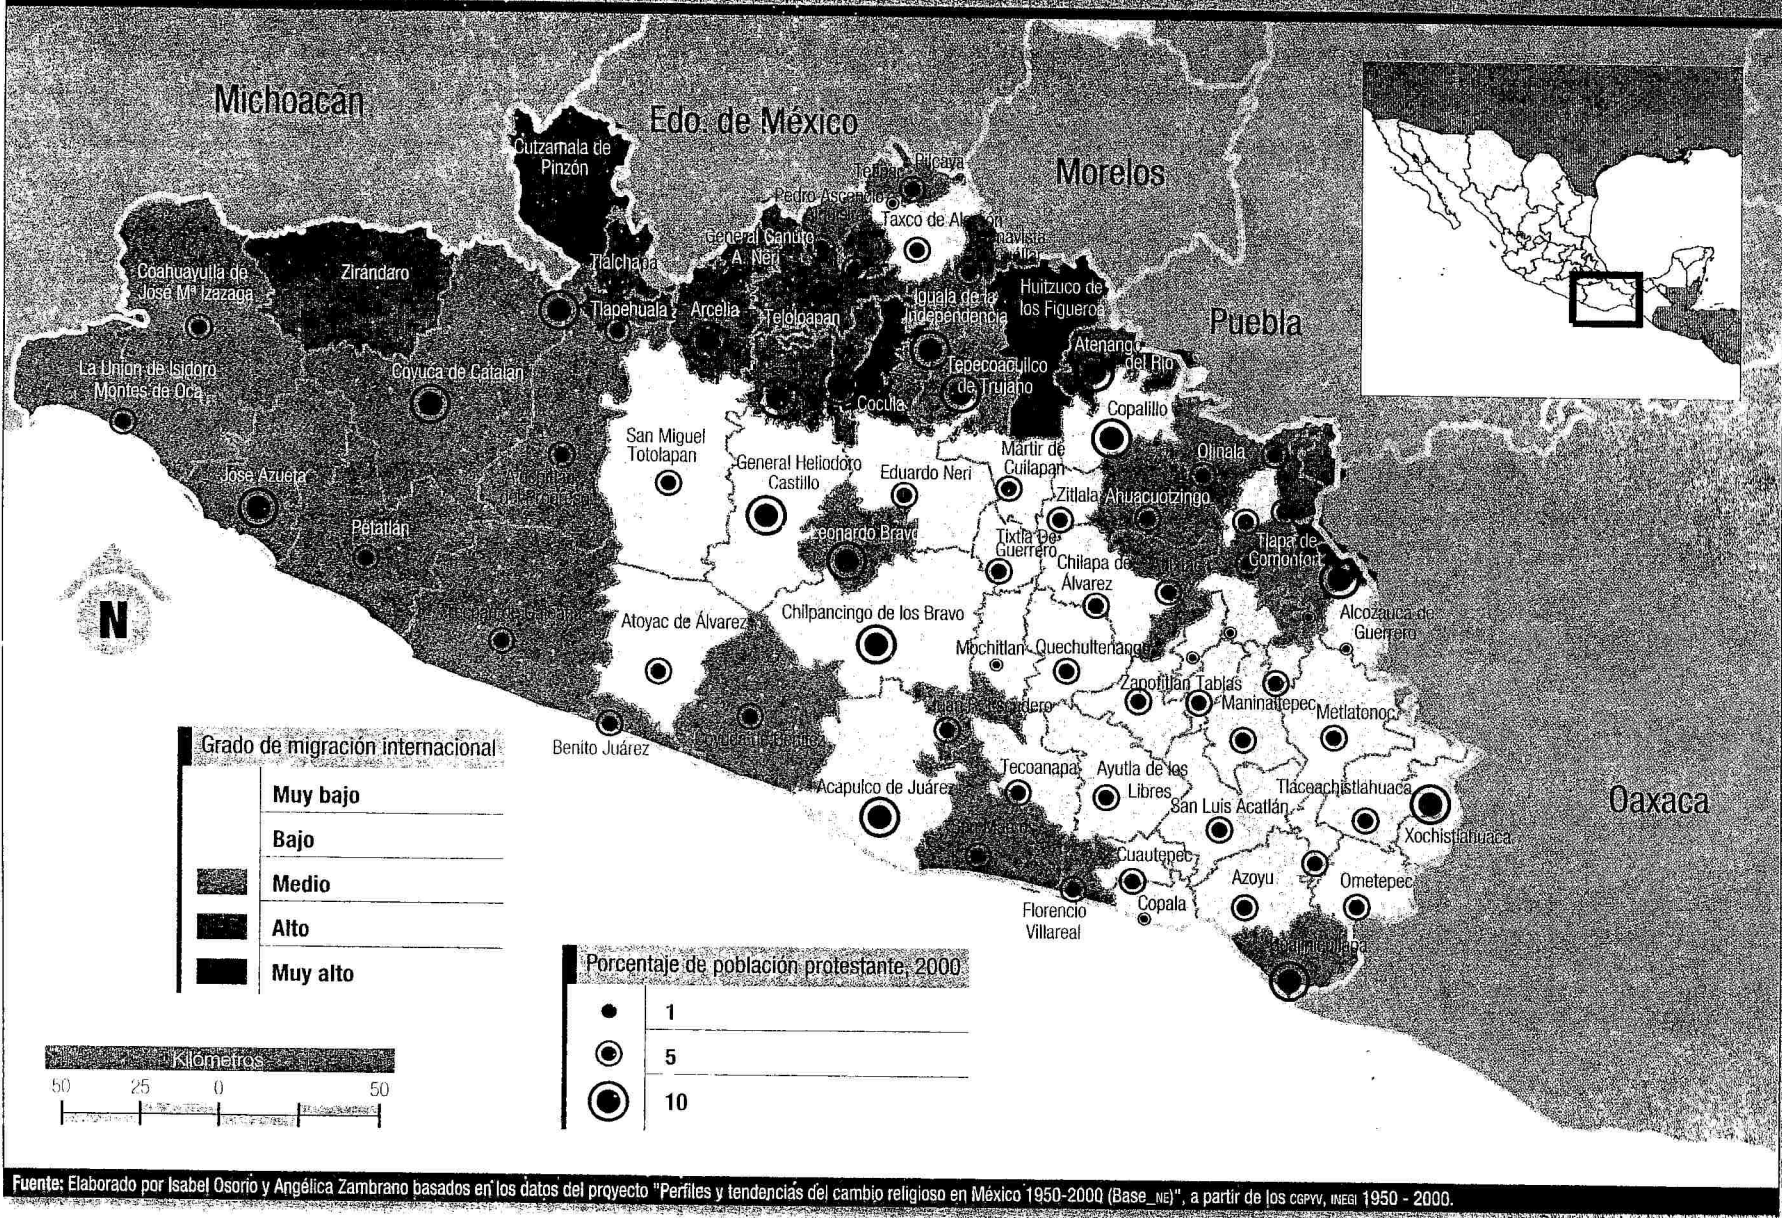 Michoacán
Edo. de México
Morelos
Puebla
Oaxaca
Cutzamala de
Pinzón
Pilcaya
Pedro Ascencio
Taxco de Alarcón
General Canuto
A. Neri
Coahuayutla de
José Mª Izazaga
Zirándaro
Tlalchapa
Tlapehuala
Arcelia
Teloloapan
Iguala de la
Independencia
Huitzuco de
los Figueroa
Atenango
del Río
La Unión de Isidoro
Montes de Oca
Coyuca de Catalán
Tepecoacuilco
de Trujano
Cocula
Copalillo
San Miguel
Totolapan
General Heliodoro
Castillo
Eduardo Neri
Mártir de
Cuilapan
Olinalá
José Azueta
Zitlala
Ahuacuotzingo
Petatlán
Leonardo Bravo
Tixtla De
Guerrero
Tlapa de
Comonfort
Chilapa de
Álvarez
Atoyac de Álvarez
Chilpancingo de los Bravo
Alcozauca de
Guerrero
Mochitlan
Quechultenango
Zapotitlán Tablas
Maninaltepec
Metlatonoc
Benito Juárez
Tecoanapa
Ayutla de los
Libres
Acapulco de Juárez
San Luis Acatlán
Tlaceachistlahuaca
Xochistlahuaca
Cuautepec
Azoyu
Ometepec
Copala
Florencio
Villareal
N
Grado de migración internacional
Muy bajo
Bajo
Medio
Alto
Muy alto
Porcentaje de población protestante, 2000
1
5
10
Kilómetros
50 25 0 50
Fuente: Elaborado por Isabel Osorio y Angélica Zambrano basados en los datos del proyecto "Perfiles y tendencias del cambio religioso en México 1950-2000 (Base_NE)", a partir de los CGPYV, INEGI 1950 - 2000.